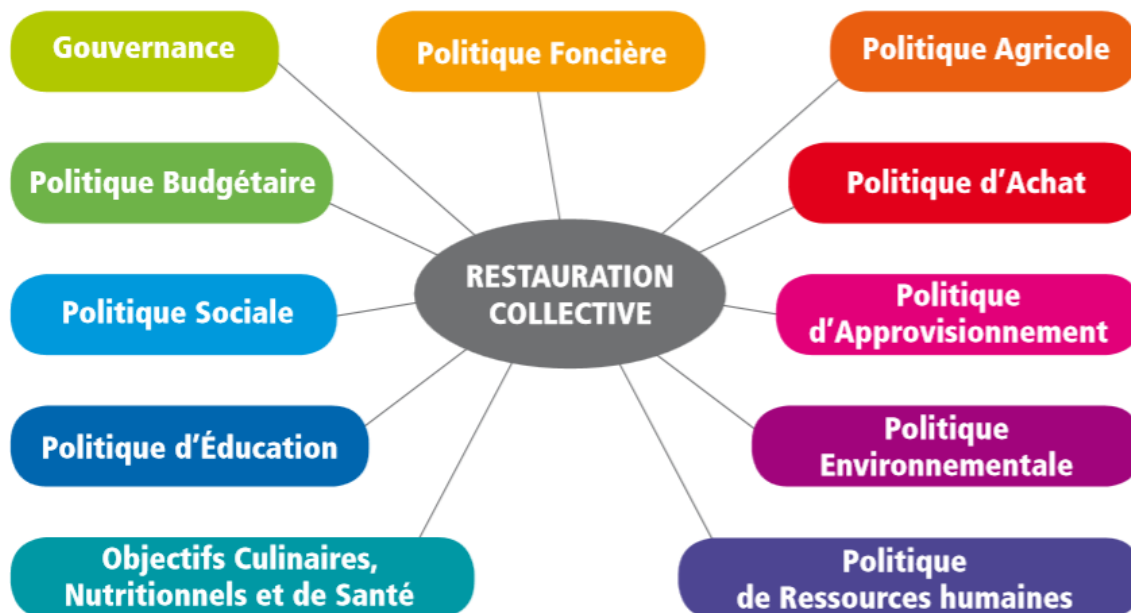 Gouvernance
Politique Foncière
Politique Agricole
Politique Budgétaire
Politique d'Achat
RESTAURATION
COLLECTIVE
Politique Sociale
Politique
d'Approvisionnement
Politique d'Éducation
Politique
Environnementale
Objectifs Culinaires,
Nutritionnels et de Santé
Politique
de Ressources humaines